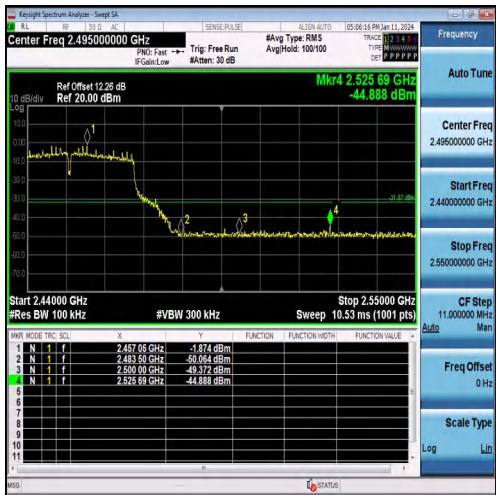 Keysight Spectrum Analyzer - Swept SA
RL RF 50 Ω AC SENSE:PULSE ALIGN AUTO 05:06:16 PM Jan 11, 2024
Center Freq 2.495000000 GHz
PNO: Fast
IFGain:Low
Trig: Free Run
#Atten: 30 dB
#Avg Type: RMS
Avg|Hold: 100/100
TRACE 1 2 3 4 5 6
TYPE M W W W W W
DET P P P P P P
Ref Offset 12.26 dB
10 dB/div Ref 20.00 dBm
Mkr4 2.525 69 GHz
-44.888 dBm
Log
10.0
0.00
-10.0
-20.0
-30.0
-40.0
-50.0
-60.0
-70.0
1
2
3
4
-31.87 dBm
Start 2.44000 GHz
Stop 2.55000 GHz
#Res BW 100 kHz
#VBW 300 kHz
Sweep 10.53 ms (1001 pts)
MKR MODE TRC SCL X Y FUNCTION FUNCTION WIDTH FUNCTION VALUE
1 N 1 f 2.457 05 GHz -1.874 dBm
2 N 1 f 2.483 50 GHz -50.064 dBm
3 N 1 f 2.500 00 GHz -49.372 dBm
4 N 1 f 2.525 69 GHz -44.888 dBm
5
6
7
8
9
10
11
MSG
STATUS
Frequency
Auto Tune
Center Freq
2.495000000 GHz
Start Freq
2.440000000 GHz
Stop Freq
2.550000000 GHz
CF Step
11.000000 MHz
Auto Man
Freq Offset
0 Hz
Scale Type
Log Lin